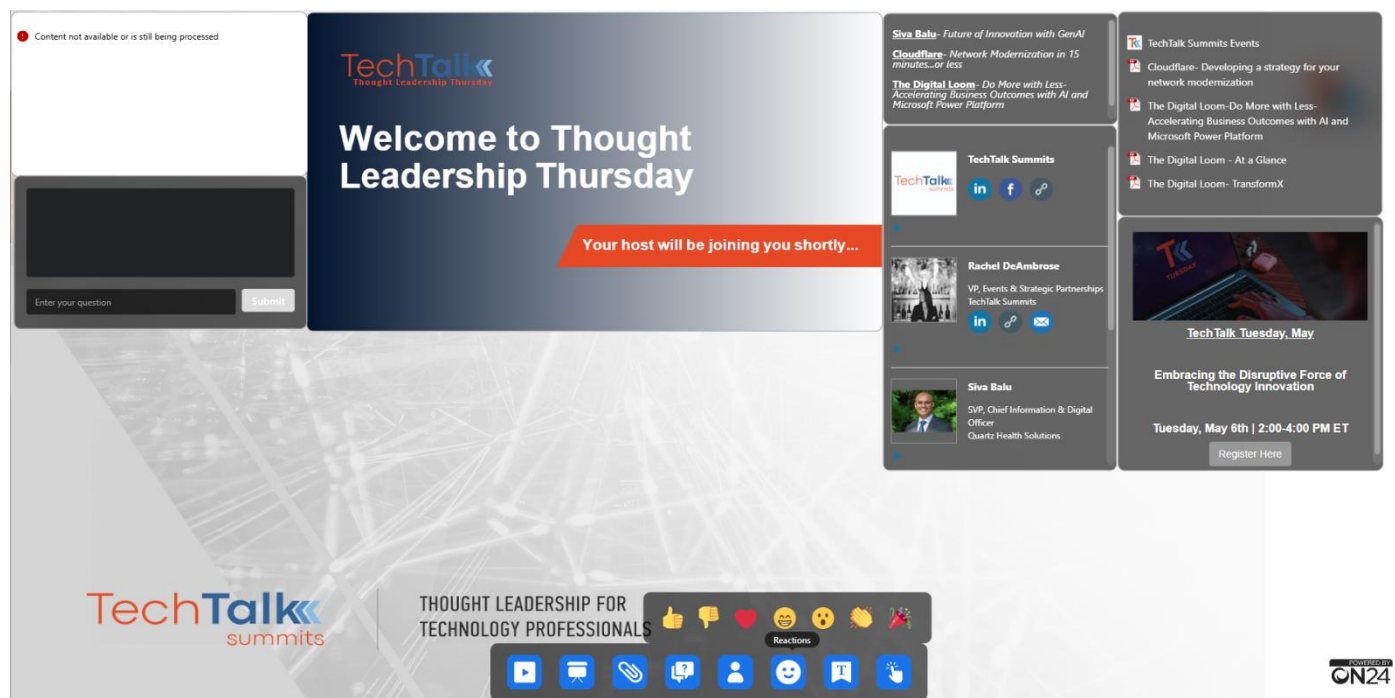 Content not available or is still being processed
Enter your question
Submit
TechTalk
Thought Leadership Thursday
Welcome to Thought
Leadership Thursday
Your host will be joining you shortly...
Siva Balu- Future of Innovation with GenAI
Cloudflare- Network Modernization in 15
minutes...or less
The Digital Loom- Do More with Less-
Accelerating Business Outcomes with AI and
Microsoft Power Platform
TechTalk
summits
TechTalk Summits
in f
Rachel DeAmbrose
VP, Events & Strategic Partnerships
TechTalk Summits
in
Siva Balu
SVP, Chief Information & Digital
Officer
Quartz Health Solutions
TechTalk Summits Events
Cloudflare- Developing a strategy for your
network modernization
The Digital Loom-Do More with Less-
Accelerating Business Outcomes with AI and
Microsoft Power Platform
The Digital Loom - At a Glance
The Digital Loom- TransformX
TUESDAY
TechTalk Tuesday, May
Embracing the Disruptive Force of
Technology Innovation
Tuesday, May 6th | 2:00-4:00 PM ET
Register Here
TechTalk
summits
THOUGHT LEADERSHIP FOR
TECHNOLOGY PROFESSIONALS
Reactions
POWERED BY
ON24